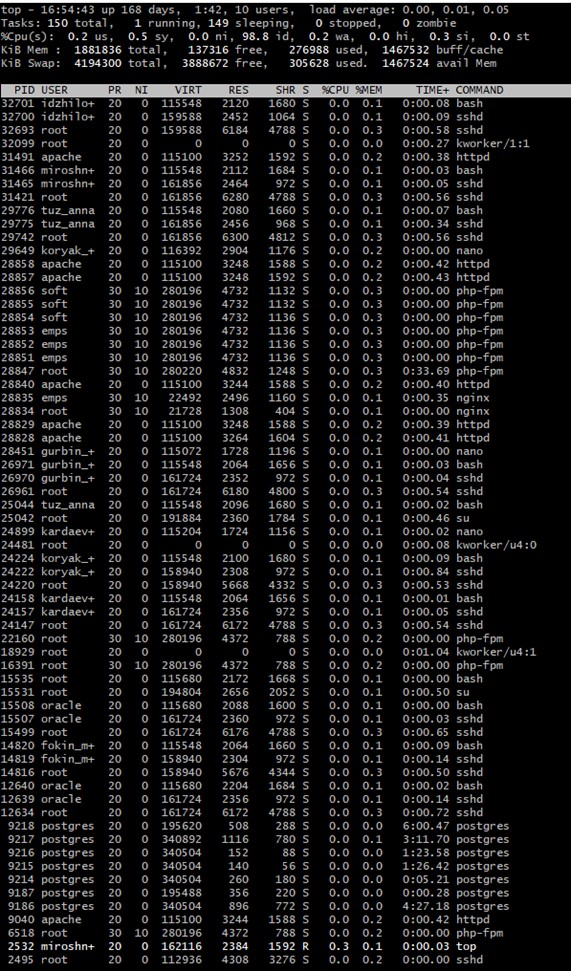 top - 16:54:43 up 168 days,  1:42, 10 users,  load average: 0.00, 0.01, 0.05
Tasks: 150 total,   1 running, 149 sleeping,   0 stopped,   0 zombie
%Cpu(s):  0.2 us,  0.5 sy,  0.0 ni, 98.8 id,  0.2 wa,  0.0 hi,  0.3 si,  0.0 st
KiB Mem :  1881836 total,   137316 free,   276988 used,  1467532 buff/cache
KiB Swap:  4194300 total,  3888672 free,   305628 used.  1467524 avail Mem
PID USER PR NI VIRT RES SHR S %CPU %MEM TIME+ COMMAND
32701 idzhilo+ 20 0 115548 2120 1680 S 0.0 0.1 0:00.08 bash
32700 idzhilo+ 20 0 159588 2452 1064 S 0.0 0.1 0:00.09 sshd
32693 root 20 0 159588 6184 4788 S 0.0 0.3 0:00.58 sshd
32099 root 20 0 0 0 0 S 0.0 0.0 0:00.27 kworker/1:1
31491 apache 20 0 115100 3252 1592 S 0.0 0.2 0:00.38 httpd
31466 miroshn+ 20 0 115548 2112 1684 S 0.0 0.1 0:00.03 bash
31465 miroshn+ 20 0 161856 2464 972 S 0.0 0.1 0:00.05 sshd
31421 root 20 0 161856 6280 4788 S 0.0 0.3 0:00.56 sshd
29776 tuz_anna 20 0 115548 2080 1660 S 0.0 0.1 0:00.07 bash
29775 tuz_anna 20 0 161856 2456 968 S 0.0 0.1 0:00.34 sshd
29742 root 20 0 161856 6300 4812 S 0.0 0.3 0:00.56 sshd
29649 koryak_+ 20 0 116392 2904 1176 S 0.0 0.2 0:00.00 nano
28858 apache 20 0 115100 3248 1588 S 0.0 0.2 0:00.42 httpd
28857 apache 20 0 115100 3248 1592 S 0.0 0.2 0:00.43 httpd
28856 soft 30 10 280196 4732 1132 S 0.0 0.3 0:00.00 php-fpm
28855 soft 30 10 280196 4732 1136 S 0.0 0.3 0:00.00 php-fpm
28854 soft 30 10 280196 4732 1136 S 0.0 0.3 0:00.00 php-fpm
28853 emps 30 10 280196 4732 1136 S 0.0 0.3 0:00.00 php-fpm
28852 emps 30 10 280196 4732 1136 S 0.0 0.3 0:00.00 php-fpm
28851 emps 30 10 280196 4732 1136 S 0.0 0.3 0:00.00 php-fpm
28847 root 30 10 280220 4832 1248 S 0.0 0.3 0:33.69 php-fpm
28840 apache 20 0 115100 3244 1588 S 0.0 0.2 0:00.40 httpd
28835 emps 30 10 22492 2496 1160 S 0.0 0.1 0:00.35 nginx
28834 root 30 10 21728 1308 404 S 0.0 0.1 0:00.00 nginx
28829 apache 20 0 115100 3248 1588 S 0.0 0.2 0:00.39 httpd
28828 apache 20 0 115100 3264 1604 S 0.0 0.2 0:00.41 httpd
28451 gurbin_+ 20 0 115072 1728 1196 S 0.0 0.1 0:00.00 nano
26971 gurbin_+ 20 0 115548 2064 1656 S 0.0 0.1 0:00.03 bash
26970 gurbin_+ 20 0 161724 2352 972 S 0.0 0.1 0:00.04 sshd
26961 root 20 0 161724 6180 4800 S 0.0 0.3 0:00.54 sshd
25044 tuz_anna 20 0 115548 2096 1680 S 0.0 0.1 0:00.02 bash
25042 root 20 0 191884 2360 1784 S 0.0 0.1 0:00.46 su
24899 kardaev+ 20 0 115204 1724 1156 S 0.0 0.1 0:00.02 nano
24481 root 20 0 0 0 0 S 0.0 0.0 0:00.08 kworker/u4:0
24224 koryak_+ 20 0 115548 2100 1680 S 0.0 0.1 0:00.09 bash
24222 koryak_+ 20 0 158940 2308 972 S 0.0 0.1 0:00.84 sshd
24220 root 20 0 158940 5668 4332 S 0.0 0.3 0:00.53 sshd
24158 kardaev+ 20 0 115548 2064 1656 S 0.0 0.1 0:00.01 bash
24157 kardaev+ 20 0 161724 2356 972 S 0.0 0.1 0:00.05 sshd
24147 root 20 0 161724 6172 4788 S 0.0 0.3 0:00.54 sshd
22160 root 30 10 280196 4372 788 S 0.0 0.2 0:00.00 php-fpm
18929 root 20 0 0 0 0 S 0.0 0.0 0:01.04 kworker/u4:1
16391 root 30 10 280196 4372 788 S 0.0 0.2 0:00.00 php-fpm
15535 root 20 0 115680 2172 1668 S 0.0 0.1 0:00.00 bash
15531 root 20 0 194804 2656 2052 S 0.0 0.1 0:00.50 su
15508 oracle 20 0 115680 2088 1600 S 0.0 0.1 0:00.00 bash
15507 oracle 20 0 161724 2360 972 S 0.0 0.1 0:00.03 sshd
15499 root 20 0 161724 6176 4788 S 0.0 0.3 0:00.65 sshd
14820 fokin_m+ 20 0 115548 2064 1660 S 0.0 0.1 0:00.09 bash
14819 fokin_m+ 20 0 158940 2304 972 S 0.0 0.1 0:00.14 sshd
14816 root 20 0 158940 5676 4344 S 0.0 0.3 0:00.50 sshd
12640 oracle 20 0 115680 2204 1684 S 0.0 0.1 0:00.02 bash
12639 oracle 20 0 161724 2356 972 S 0.0 0.1 0:00.14 sshd
12634 root 20 0 161724 6172 4788 S 0.0 0.3 0:00.72 sshd
9218 postgres 20 0 195620 508 288 S 0.0 0.0 6:00.47 postgres
9217 postgres 20 0 340892 1116 780 S 0.0 0.1 3:11.70 postgres
9216 postgres 20 0 340504 152 88 S 0.0 0.0 1:23.58 postgres
9215 postgres 20 0 340504 140 56 S 0.0 0.0 1:26.42 postgres
9214 postgres 20 0 340504 260 180 S 0.0 0.0 0:05.21 postgres
9187 postgres 20 0 195488 356 220 S 0.0 0.0 0:00.28 postgres
9186 postgres 20 0 340504 896 772 S 0.0 0.0 4:27.18 postgres
9040 apache 20 0 115100 3244 1588 S 0.0 0.2 0:00.42 httpd
6518 root 30 10 280196 4372 788 S 0.0 0.2 0:00.00 php-fpm
2532 miroshn+ 20 0 162116 2384 1592 R 0.3 0.1 0:00.03 top
2495 root 20 0 112936 4308 3276 S 0.0 0.2 0:00.00 sshd